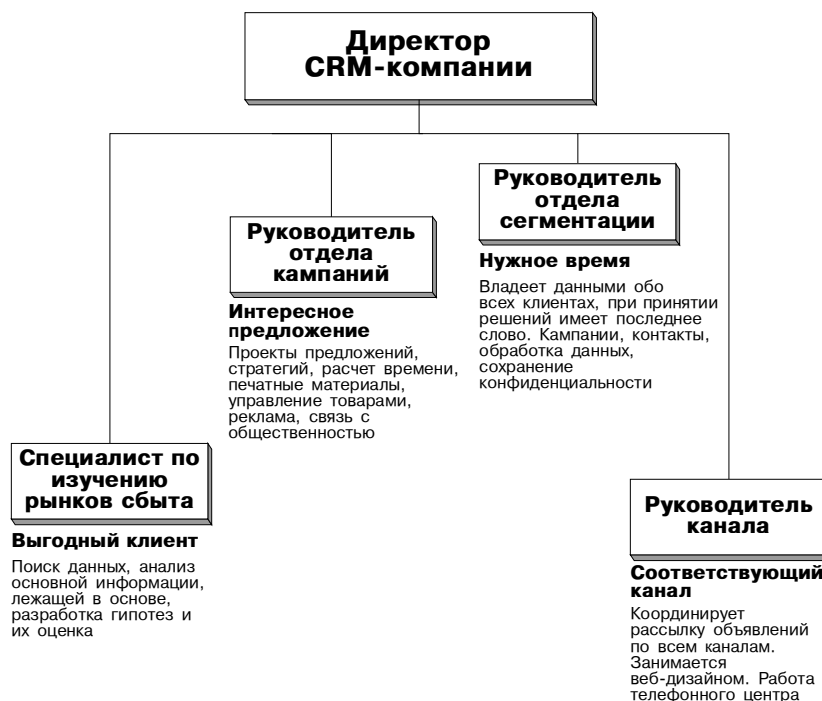 Директор
CRM-компании
Руководитель
отдела
сегментации
Нужное время
Владеет данными обо
всех клиентах, при принятии
решений имеет последнее
слово. Кампании, контакты,
обработка данных,
сохранение
конфиденциальности
Руководитель
отдела
кампаний
Интересное
предложение
Проекты предложений,
стратегий, расчет времени,
печатные материалы,
управление товарами,
реклама, связь с
общественностью
Специалист по
изучению
рынков сбыта
Выгодный клиент
Поиск данных, анализ
основной информации,
лежащей в основе,
разработка гипотез и
их оценка
Руководитель
канала
Соответствующий
канал
Координирует
рассылку объявлений
по всем каналам.
Занимается
веб-дизайном. Работа
телефонного центра